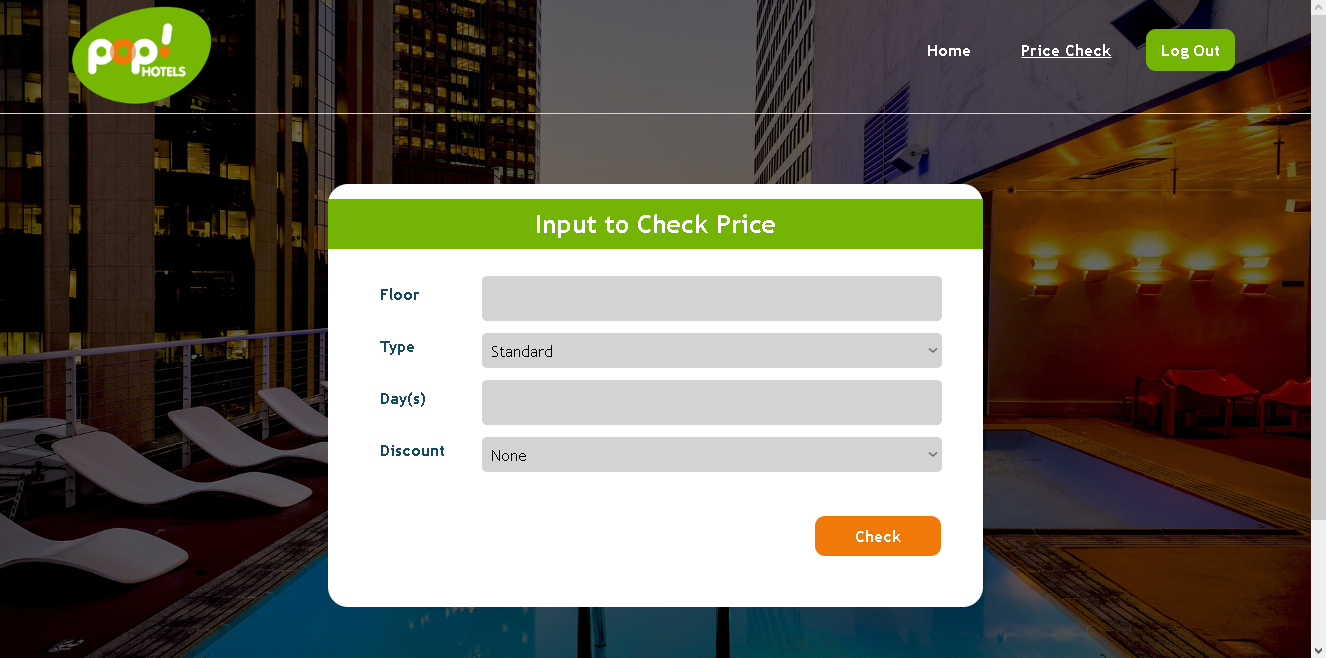 pop!
HOTELS
Home
Price Check
Log Out
Input to Check Price
Floor
Type
Standard
Day(s)
Discount
None
Check